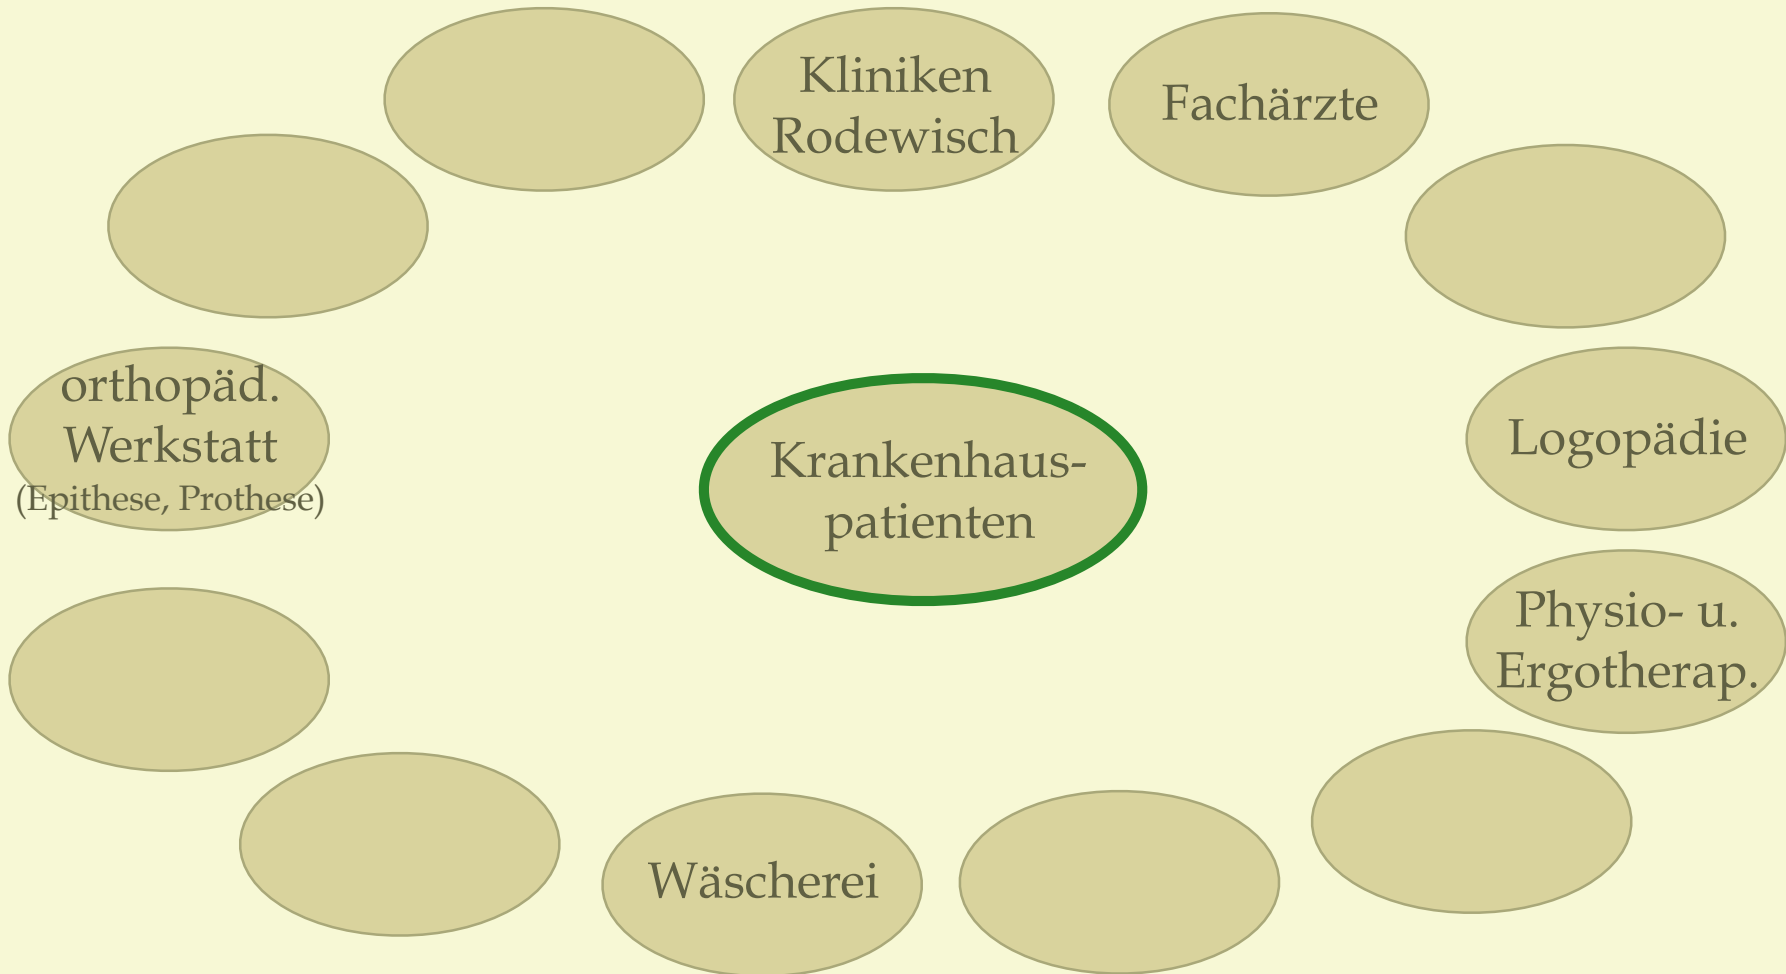 Kliniken
Rodewisch
Fachärzte
orthopäd.
Werkstatt
(Epithese, Prothese)
Krankenhaus-
patienten
Logopädie
Physio- u.
Ergotherap.
Wäscherei